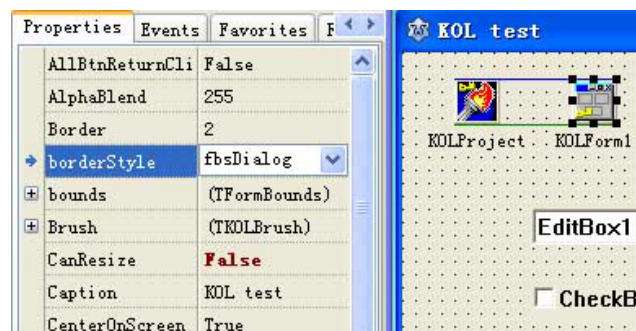 Properties Events Favorites F
AllBtnReturnCli False
AlphaBlend 255
Border 2
borderStyle fbsDialog
bounds (TFormBounds)
Brush (TKOLBrush)
CanResize False
Caption KOL test
CenterOnScreen True
KOL test
KOLProject KOLForm1
EditBox1
CheckB